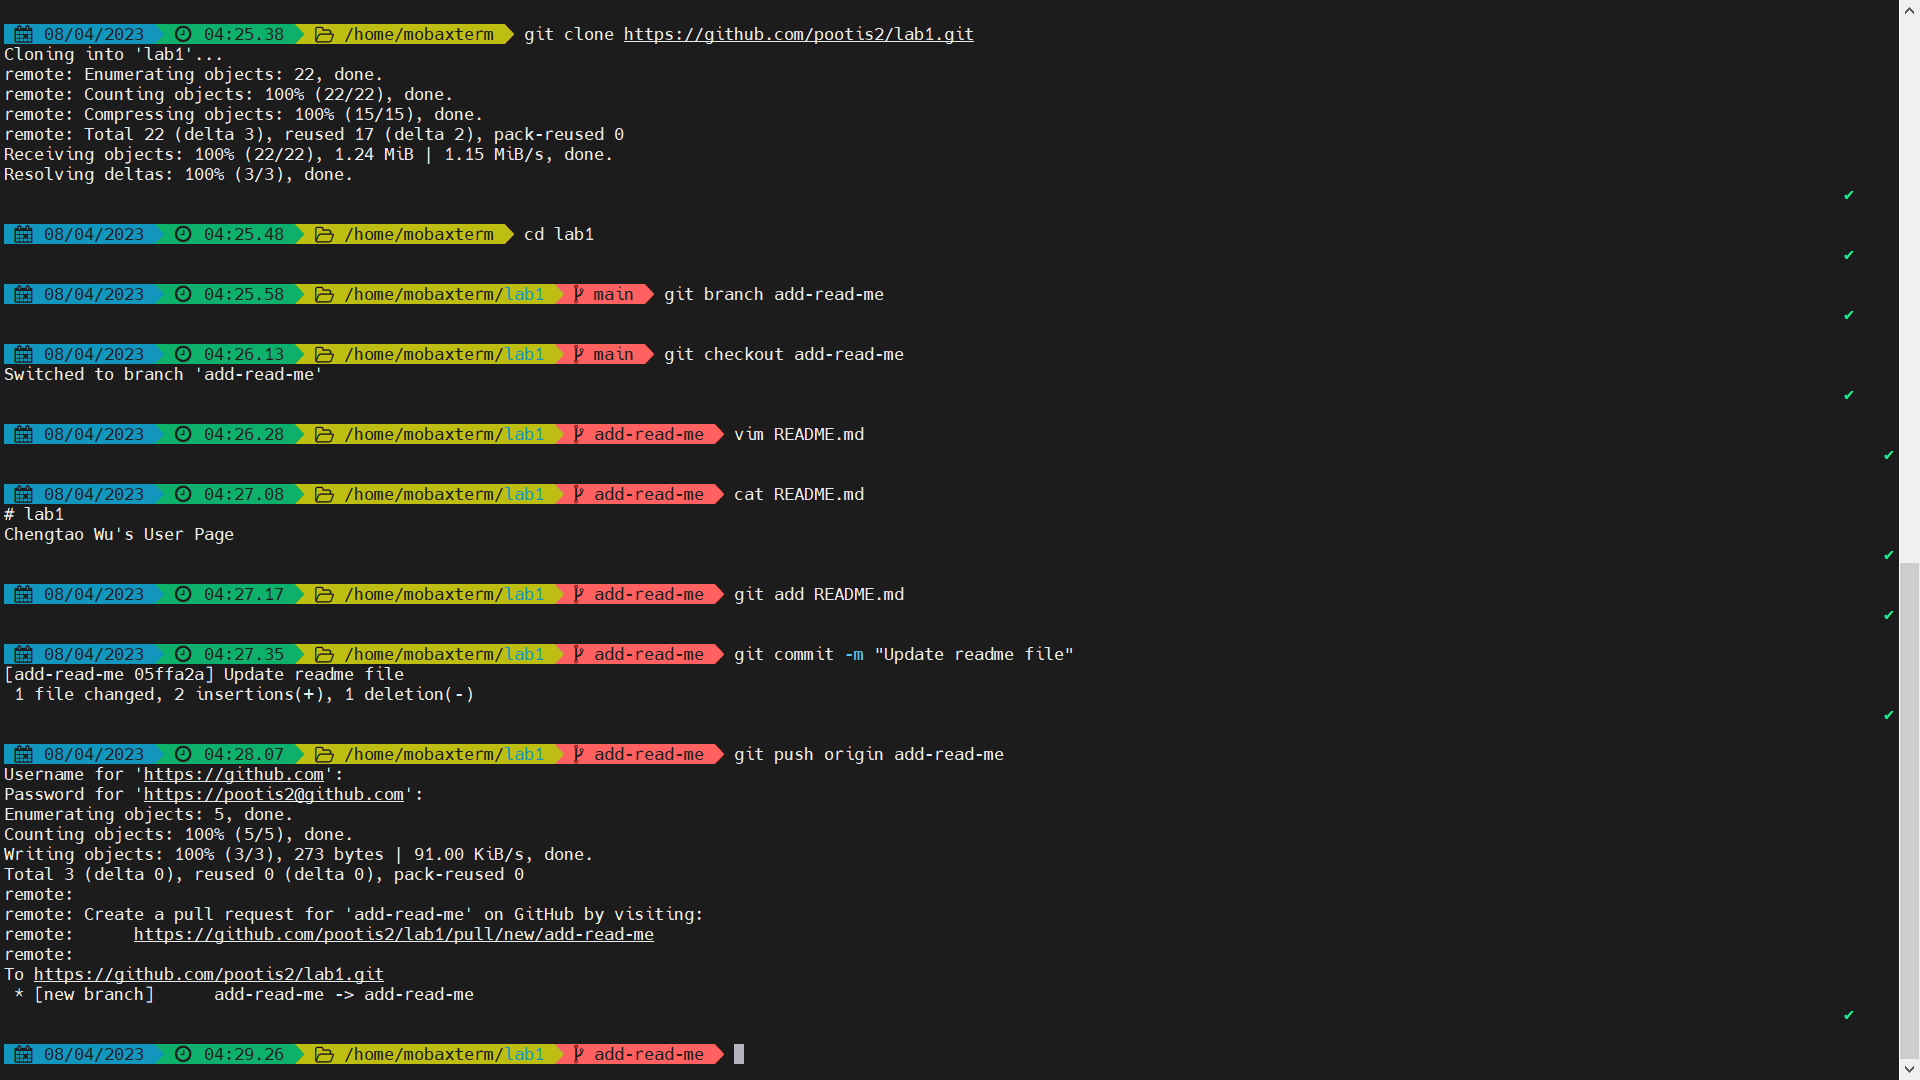 08/04/2023 04:25.38 /home/mobaxterm git clone https://github.com/pootis2/lab1.git
Cloning into 'lab1'...
remote: Enumerating objects: 22, done.
remote: Counting objects: 100% (22/22), done.
remote: Compressing objects: 100% (15/15), done.
remote: Total 22 (delta 3), reused 17 (delta 2), pack-reused 0
Receiving objects: 100% (22/22), 1.24 MiB | 1.15 MiB/s, done.
Resolving deltas: 100% (3/3), done.
✔
08/04/2023 04:25.48 /home/mobaxterm cd lab1
✔
08/04/2023 04:25.58 /home/mobaxterm/lab1 main git branch add-read-me
✔
08/04/2023 04:26.13 /home/mobaxterm/lab1 main git checkout add-read-me
Switched to branch 'add-read-me'
✔
08/04/2023 04:26.28 /home/mobaxterm/lab1 add-read-me vim README.md
✔
08/04/2023 04:27.08 /home/mobaxterm/lab1 add-read-me cat README.md
# lab1
Chengtao Wu's User Page
✔
08/04/2023 04:27.17 /home/mobaxterm/lab1 add-read-me git add README.md
✔
08/04/2023 04:27.35 /home/mobaxterm/lab1 add-read-me git commit -m "Update readme file"
[add-read-me 05ffa2a] Update readme file
 1 file changed, 2 insertions(+), 1 deletion(-)
✔
08/04/2023 04:28.07 /home/mobaxterm/lab1 add-read-me git push origin add-read-me
Username for 'https://github.com':
Password for 'https://pootis2@github.com':
Enumerating objects: 5, done.
Counting objects: 100% (5/5), done.
Writing objects: 100% (3/3), 273 bytes | 91.00 KiB/s, done.
Total 3 (delta 0), reused 0 (delta 0), pack-reused 0
remote:
remote: Create a pull request for 'add-read-me' on GitHub by visiting:
remote:      https://github.com/pootis2/lab1/pull/new/add-read-me
remote:
To https://github.com/pootis2/lab1.git
 * [new branch]      add-read-me -> add-read-me
✔
08/04/2023 04:29.26 /home/mobaxterm/lab1 add-read-me